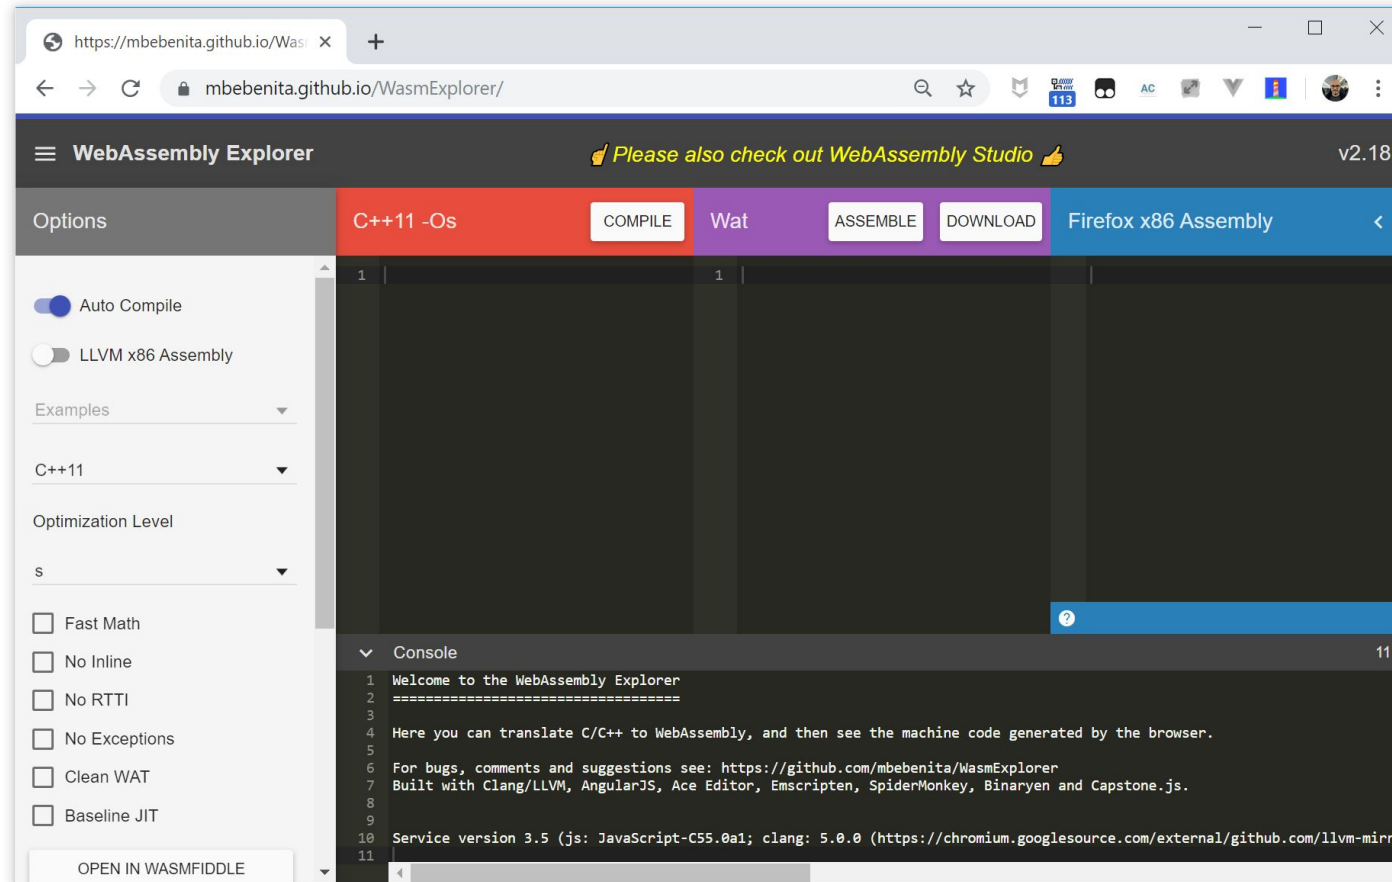 https://mbebenita.github.io/Was
mbebenita.github.io/WasmExplorer/
113
AC
WebAssembly Explorer
Please also check out WebAssembly Studio
v2.18
Options
C++11 -Os
COMPILE
Wat
ASSEMBLE
DOWNLOAD
Firefox x86 Assembly
Auto Compile
LLVM x86 Assembly
Examples
C++11
Optimization Level
s
Fast Math
No Inline
No RTTI
No Exceptions
Clean WAT
Baseline JIT
OPEN IN WASMFIDDLE
1
1
Console
11
1 Welcome to the WebAssembly Explorer
2 ===================================
3
4 Here you can translate C/C++ to WebAssembly, and then see the machine code generated by the browser.
5
6 For bugs, comments and suggestions see: https://github.com/mbebenita/WasmExplorer
7 Built with Clang/LLVM, AngularJS, Ace Editor, Emscripten, SpiderMonkey, Binaryen and Capstone.js.
8
9
10 Service version 3.5 (js: JavaScript-C55.0a1; clang: 5.0.0 (https://chromium.googlesource.com/external/github.com/llvm-mirr
11